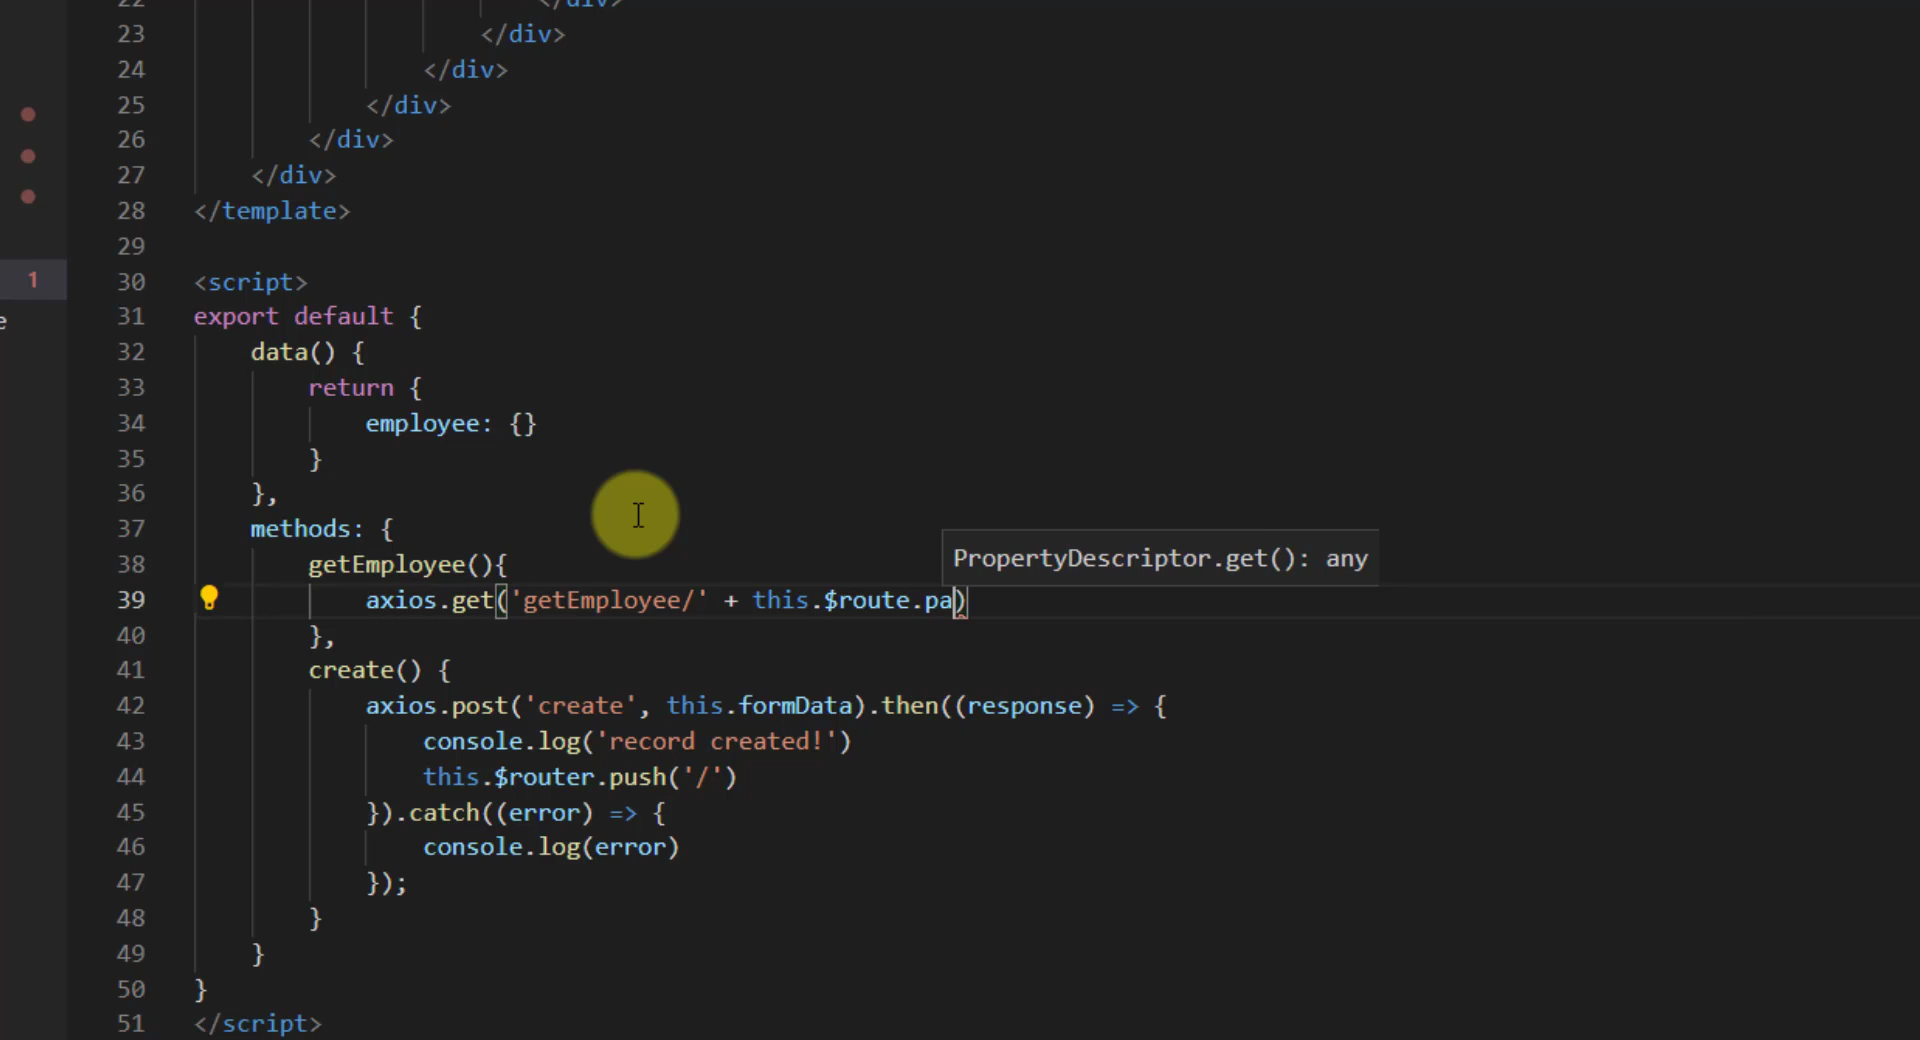 22 </div>
23 </div>
24 </div>
25 </div>
26 </div>
27 </div>
28 </template>
29
1
30 <script>
31 export default {
e
32 data() {
33 return {
34 employee: {}
35 }
36 },
37 methods: {
PropertyDescriptor.get(): any
38 getEmployee(){
39 axios.get('getEmployee/' + this.$route.pa)
40 },
41 create() {
42 axios.post('create', this.formData).then((response) => {
43 console.log('record created!')
44 this.$router.push('/')
45 }).catch((error) => {
46 console.log(error)
47 });
48 }
49 }
50 }
51 </script>